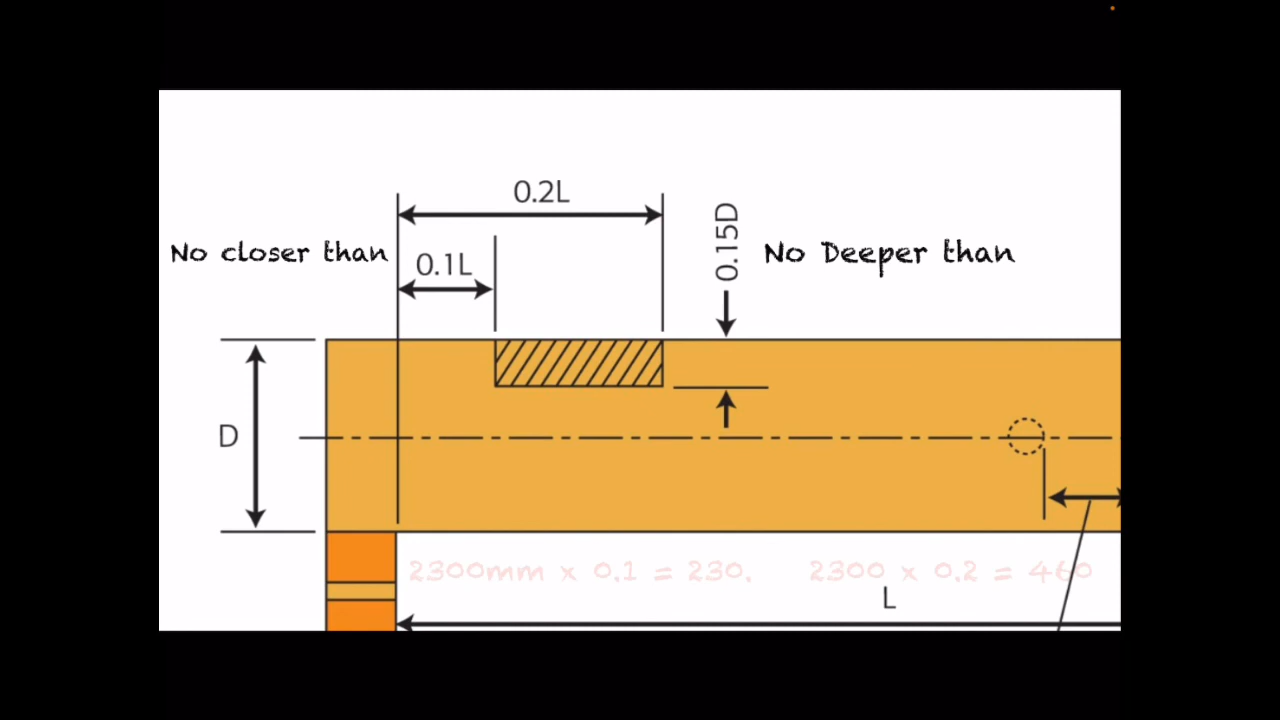 0.2L
No closer than
0.1L
0.15D
No Deeper than
D
2300mm x 0.1 = 230. 2300 x 0.2 = 460
L